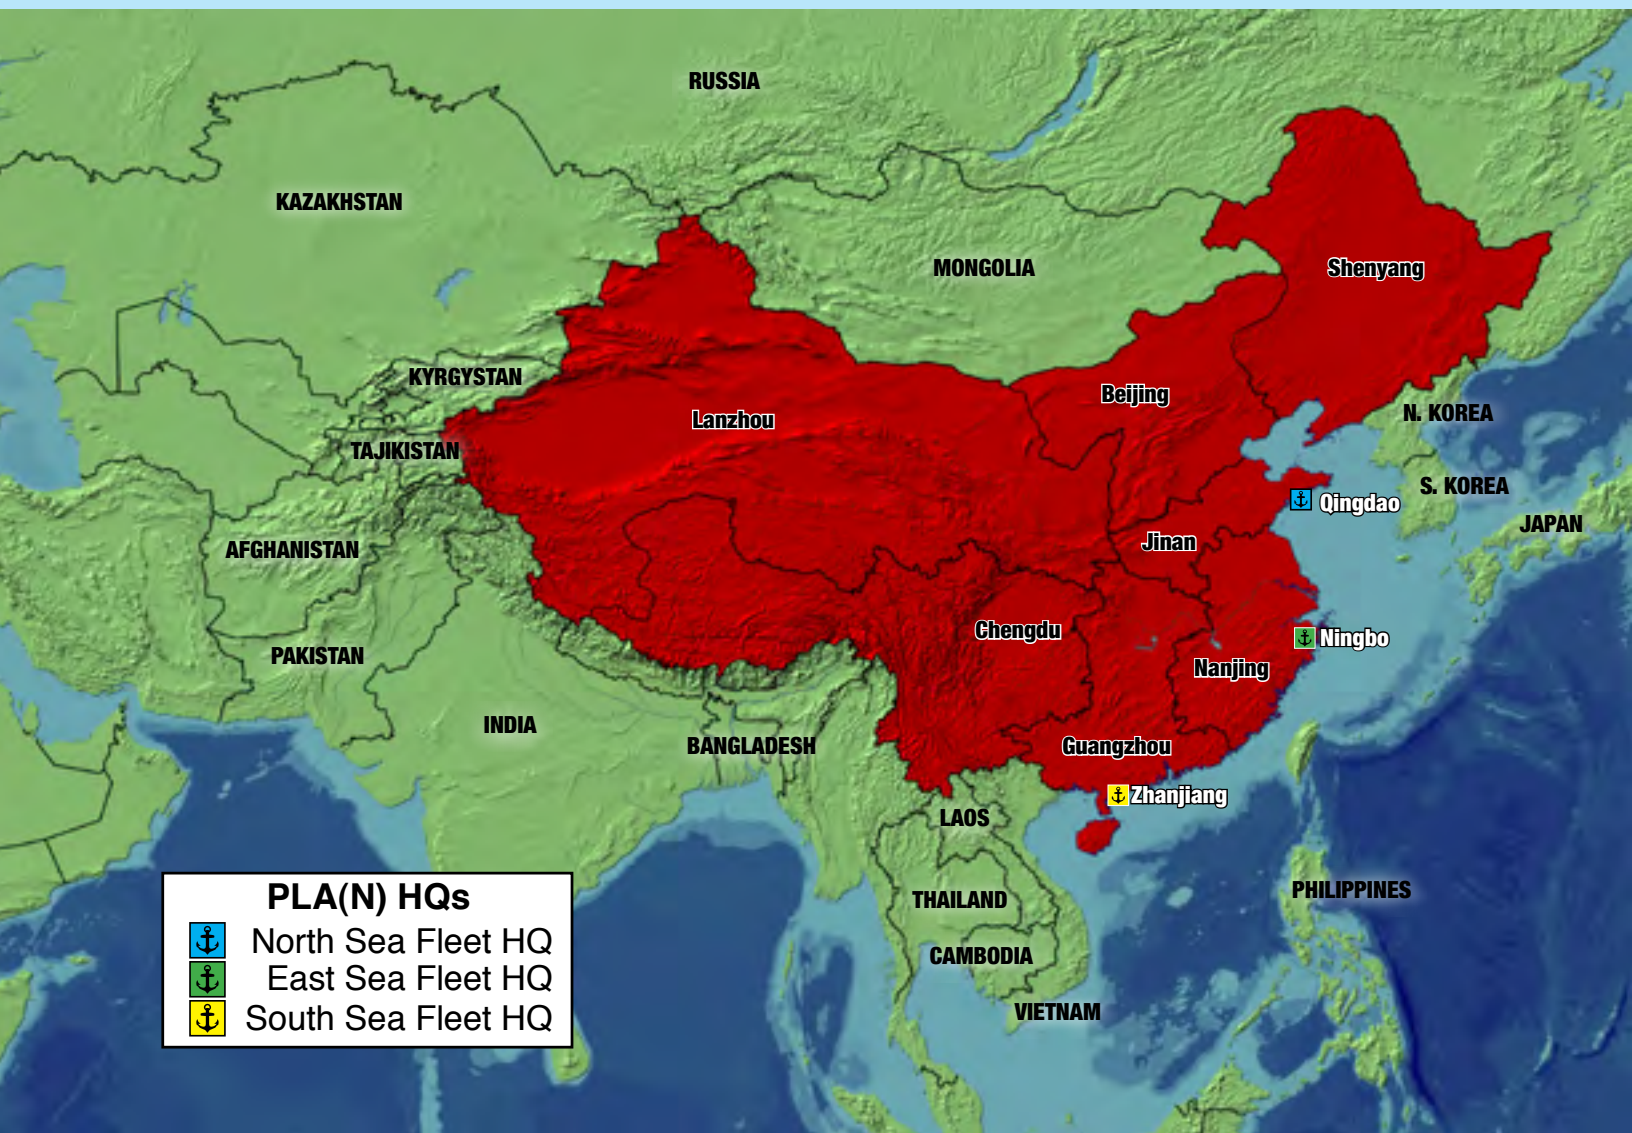 RUSSIA
KAZAKHSTAN
MONGOLIA
Shenyang
KYRGYSTAN
Beijing
Lanzhou
N. KOREA
TAJIKISTAN
S. KOREA
Qingdao
JAPAN
Jinan
AFGHANISTAN
Chengdu
Ningbo
PAKISTAN
Nanjing
INDIA
BANGLADESH
Guangzhou
Zhanjiang
LAOS
PHILIPPINES
THAILAND
CAMBODIA
VIETNAM
PLA(N) HQs
North Sea Fleet HQ
East Sea Fleet HQ
South Sea Fleet HQ